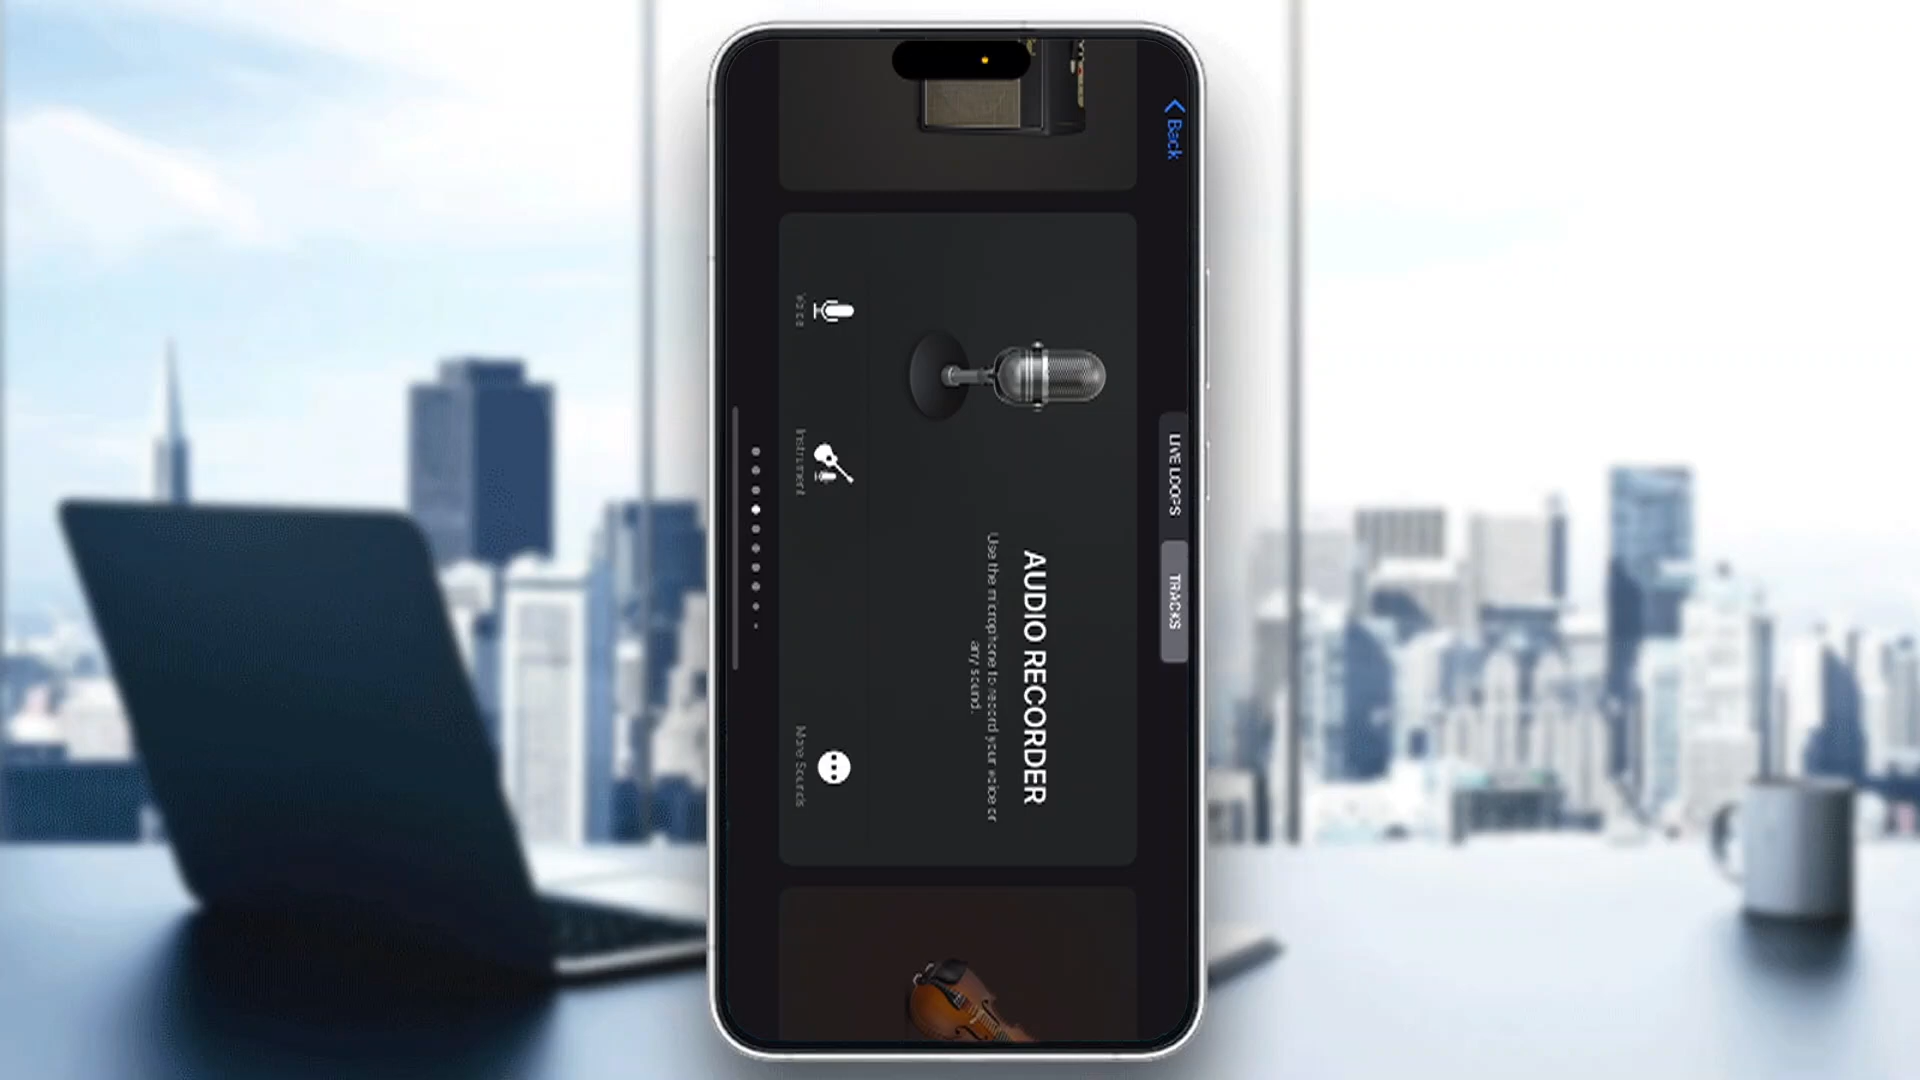 Back
LIVE LOOPS
TRACKS
AUDIO RECORDER
Use the microphone to record your voice or
any sound.
Voice
Instrument
More Sounds